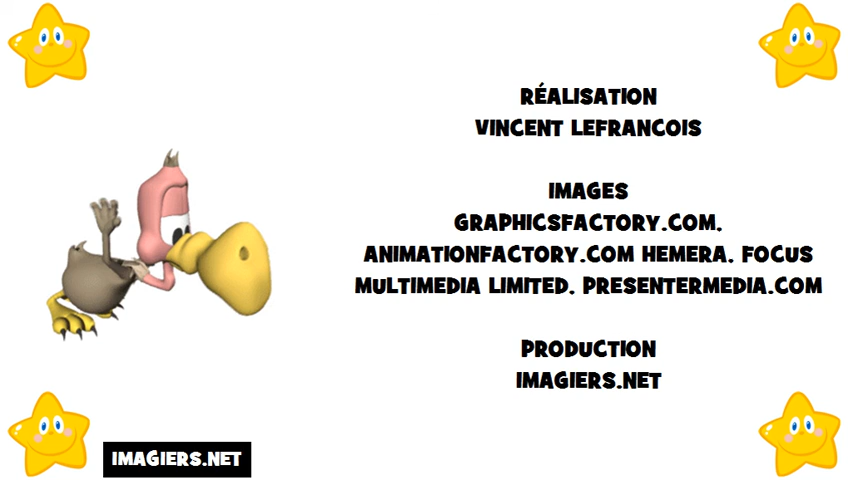 RÉALISATION
VINCENT LEFRANCOIS
IMAGES
GRAPHICSFACTORY.COM,
ANIMATIONFACTORY.COM HEMERA, FOCUS
MULTIMEDIA LIMITED, PRESENTERMEDIA.COM
PRODUCTION
IMAGIERS.NET
IMAGIERS.NET